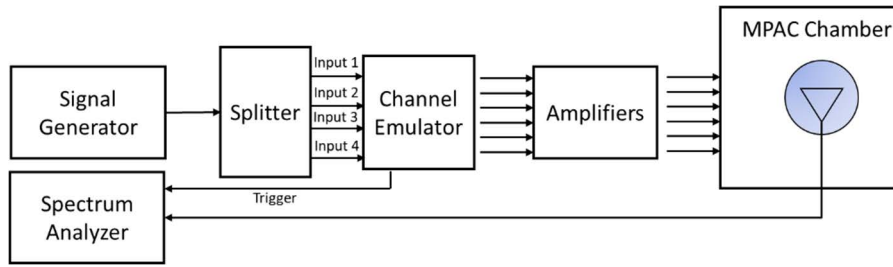 MPAC Chamber
Signal
Generator
Splitter
Input 1
Input 2
Input 3
Input 4
Channel
Emulator
Amplifiers
Trigger
Spectrum
Analyzer